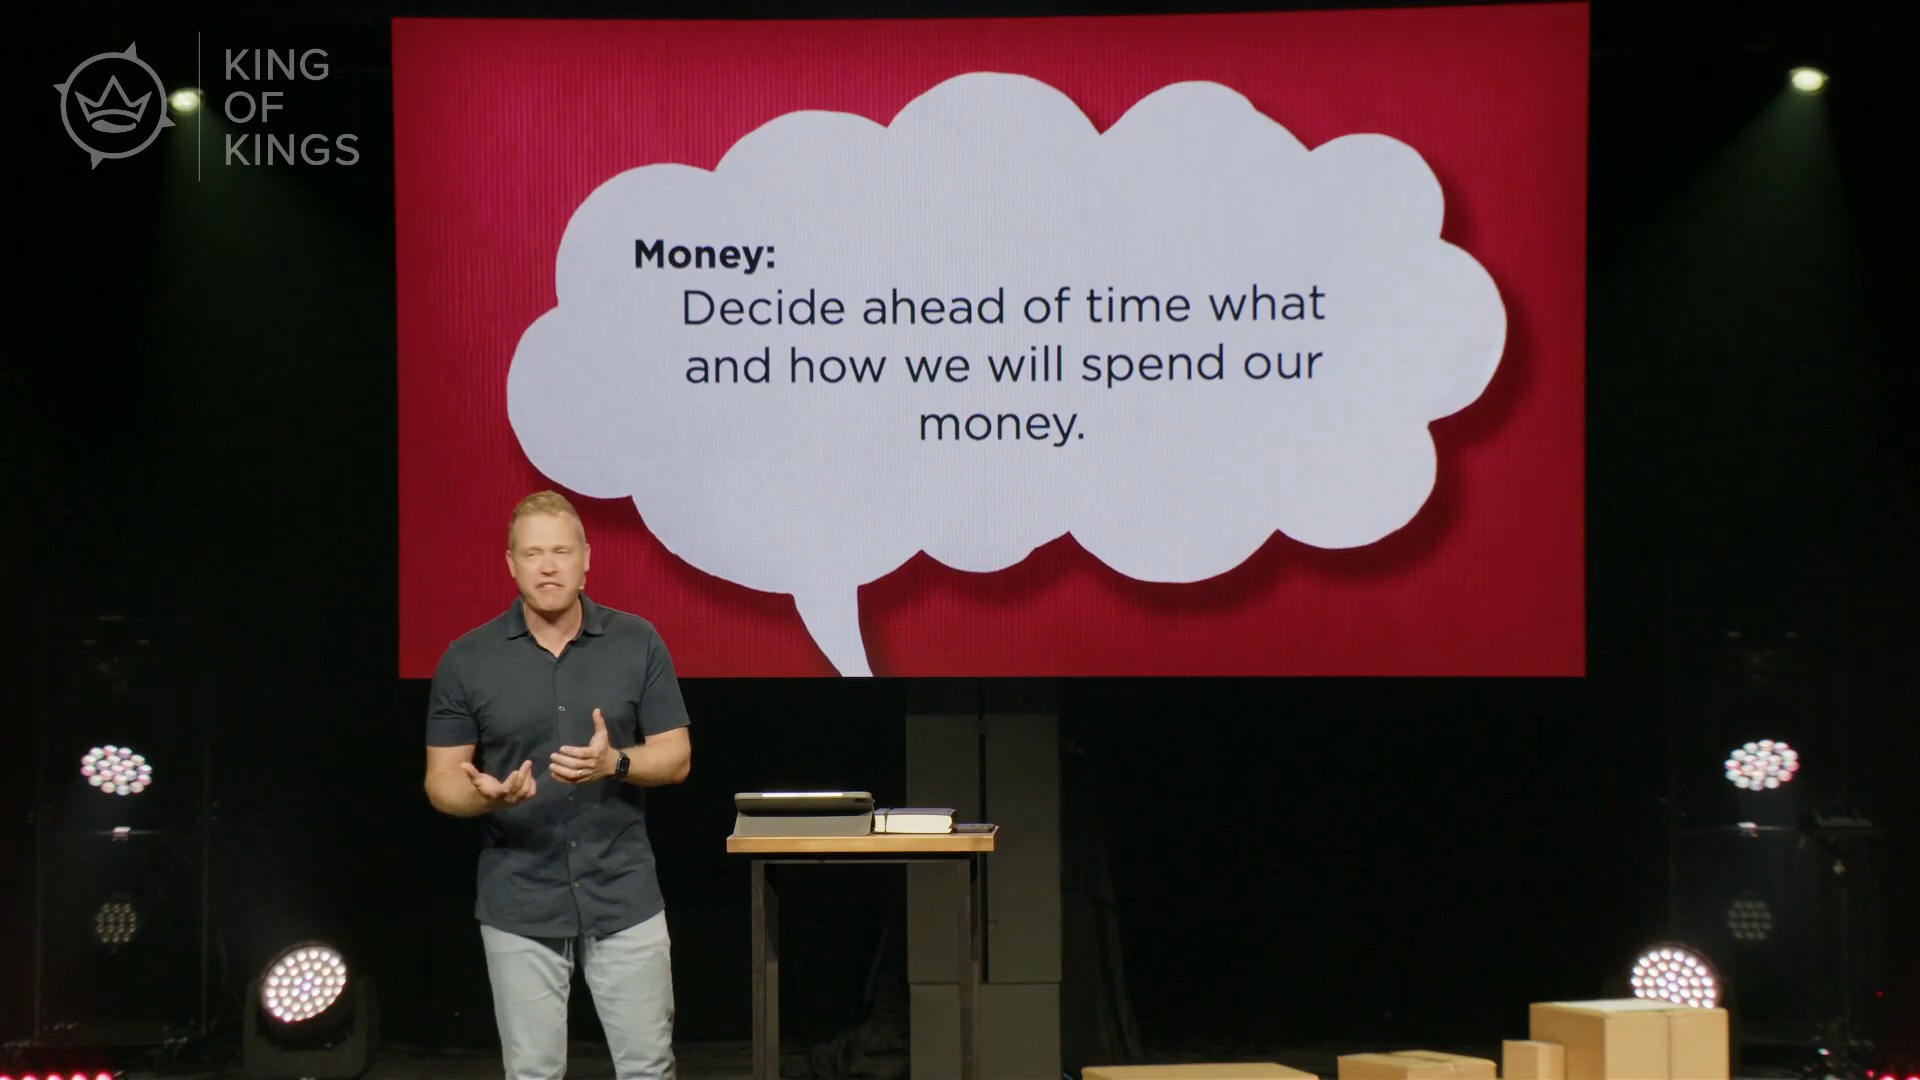 KING
OF
KINGS
Money:
Decide ahead of time what
and how we will spend our
money.